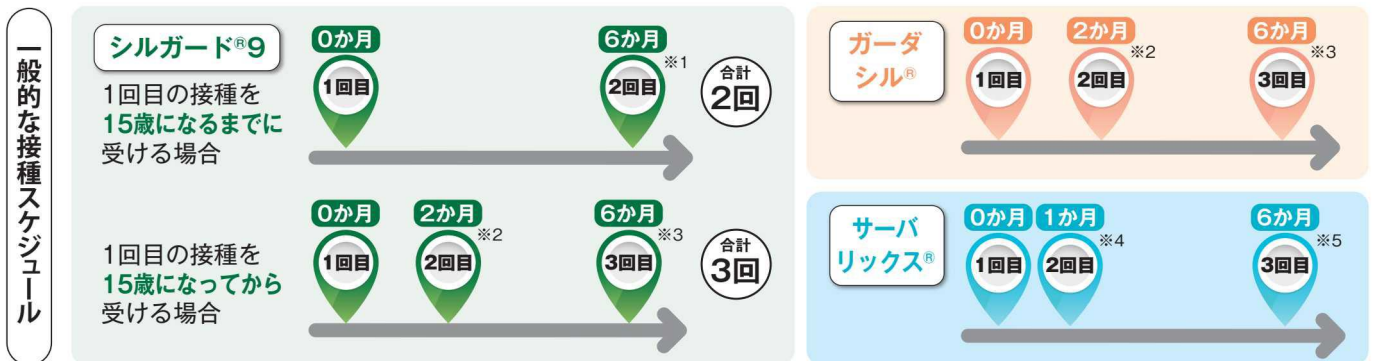 一般的な接種スケジュール
シルガード®9
1回目の接種を
15歳になるまでに
受ける場合
0か月
6か月
1回目
2回目
※1
合計
2回
1回目の接種を
15歳になってから
受ける場合
0か月
2か月
6か月
1回目
2回目
※2
3回目
※3
合計
3回
ガーダ
シル®
0か月
2か月
6か月
1回目
2回目
※2
3回目
※3
サーバ
リックス®
0か月
1か月
6か月
1回目
2回目
※4
3回目
※5